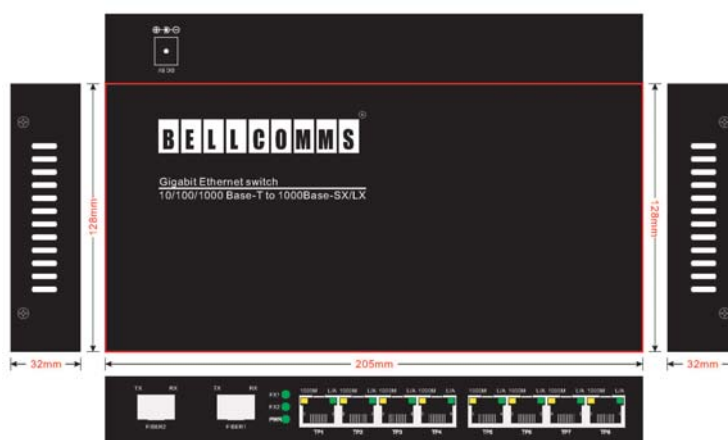 BELLCOMMS®
Gigabit Ethernet switch
10/100/1000 Base-T to 1000Base-SX/LX
128mm
128mm
32mm
205mm
32mm
TX RX TX RX
FX1
FX2
PWR
1000M L/A 1000M L/A 1000M L/A 1000M L/A 1000M L/A 1000M L/A 1000M L/A 1000M L/A
FIBER2 FIBER1
TP1 TP2 TP3 TP4 TP5 TP6 TP7 TP8